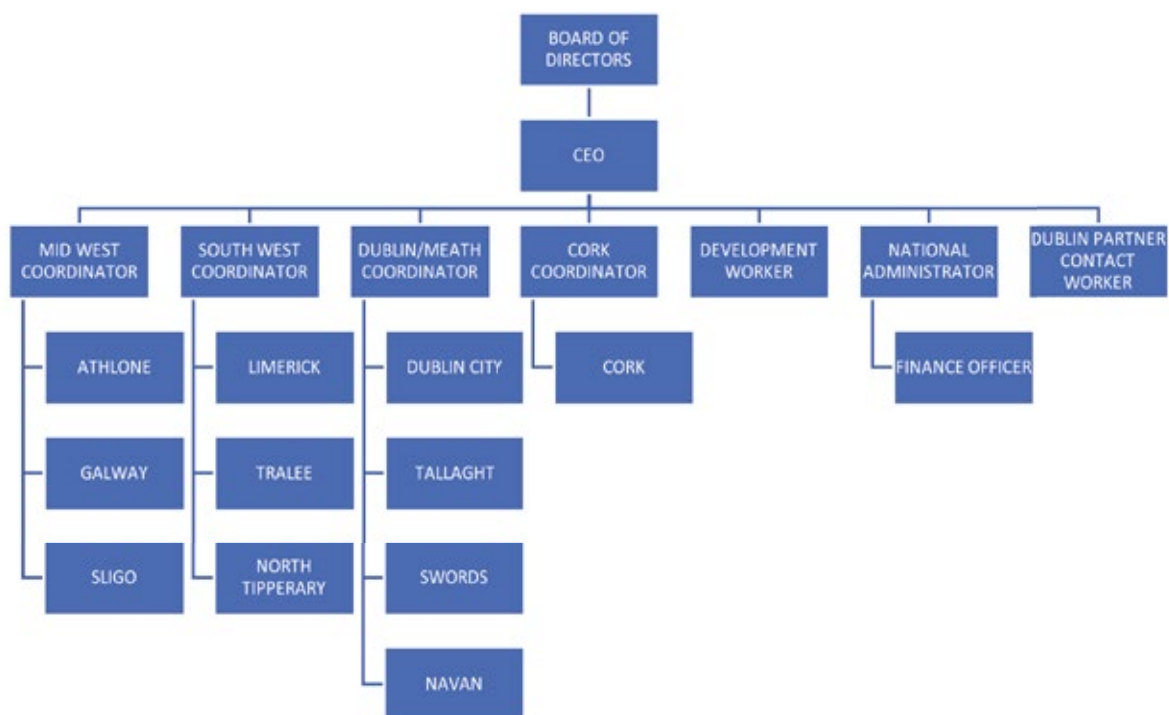 BOARD OF
DIRECTORS
CEO
MID WEST
COORDINATOR
SOUTH WEST
COORDINATOR
DUBLIN/MEATH
COORDINATOR
CORK
COORDINATOR
DEVELOPMENT
WORKER
NATIONAL
ADMINISTRATOR
DUBLIN PARTNER
CONTACT
WORKER
ATHLONE
LIMERICK
DUBLIN CITY
CORK
FINANCE OFFICER
GALWAY
TRALEE
TALLAGHT
SLIGO
NORTH
TIPPERARY
SWORDS
NAVAN